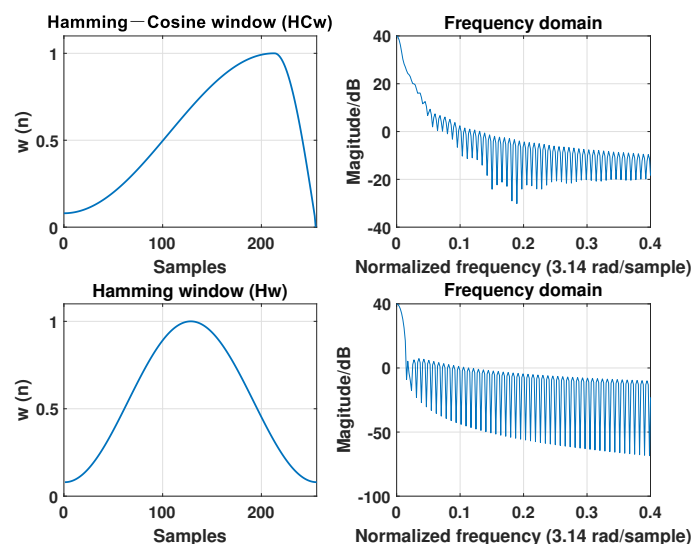 Hamming—Cosine window (HCw)
1
0.5
0
w (n)
0 100 200
Samples
Frequency domain
40
20
0
-20
-40
Magitude/dB
0 0.1 0.2 0.3 0.4
Normalized frequency (3.14 rad/sample)
Hamming window (Hw)
1
0.5
0
w (n)
0 100 200
Samples
Frequency domain
40
0
-50
-100
Magnitude/dB
0 0.1 0.2 0.3 0.4
Normalized frequency (3.14 rad/sample)